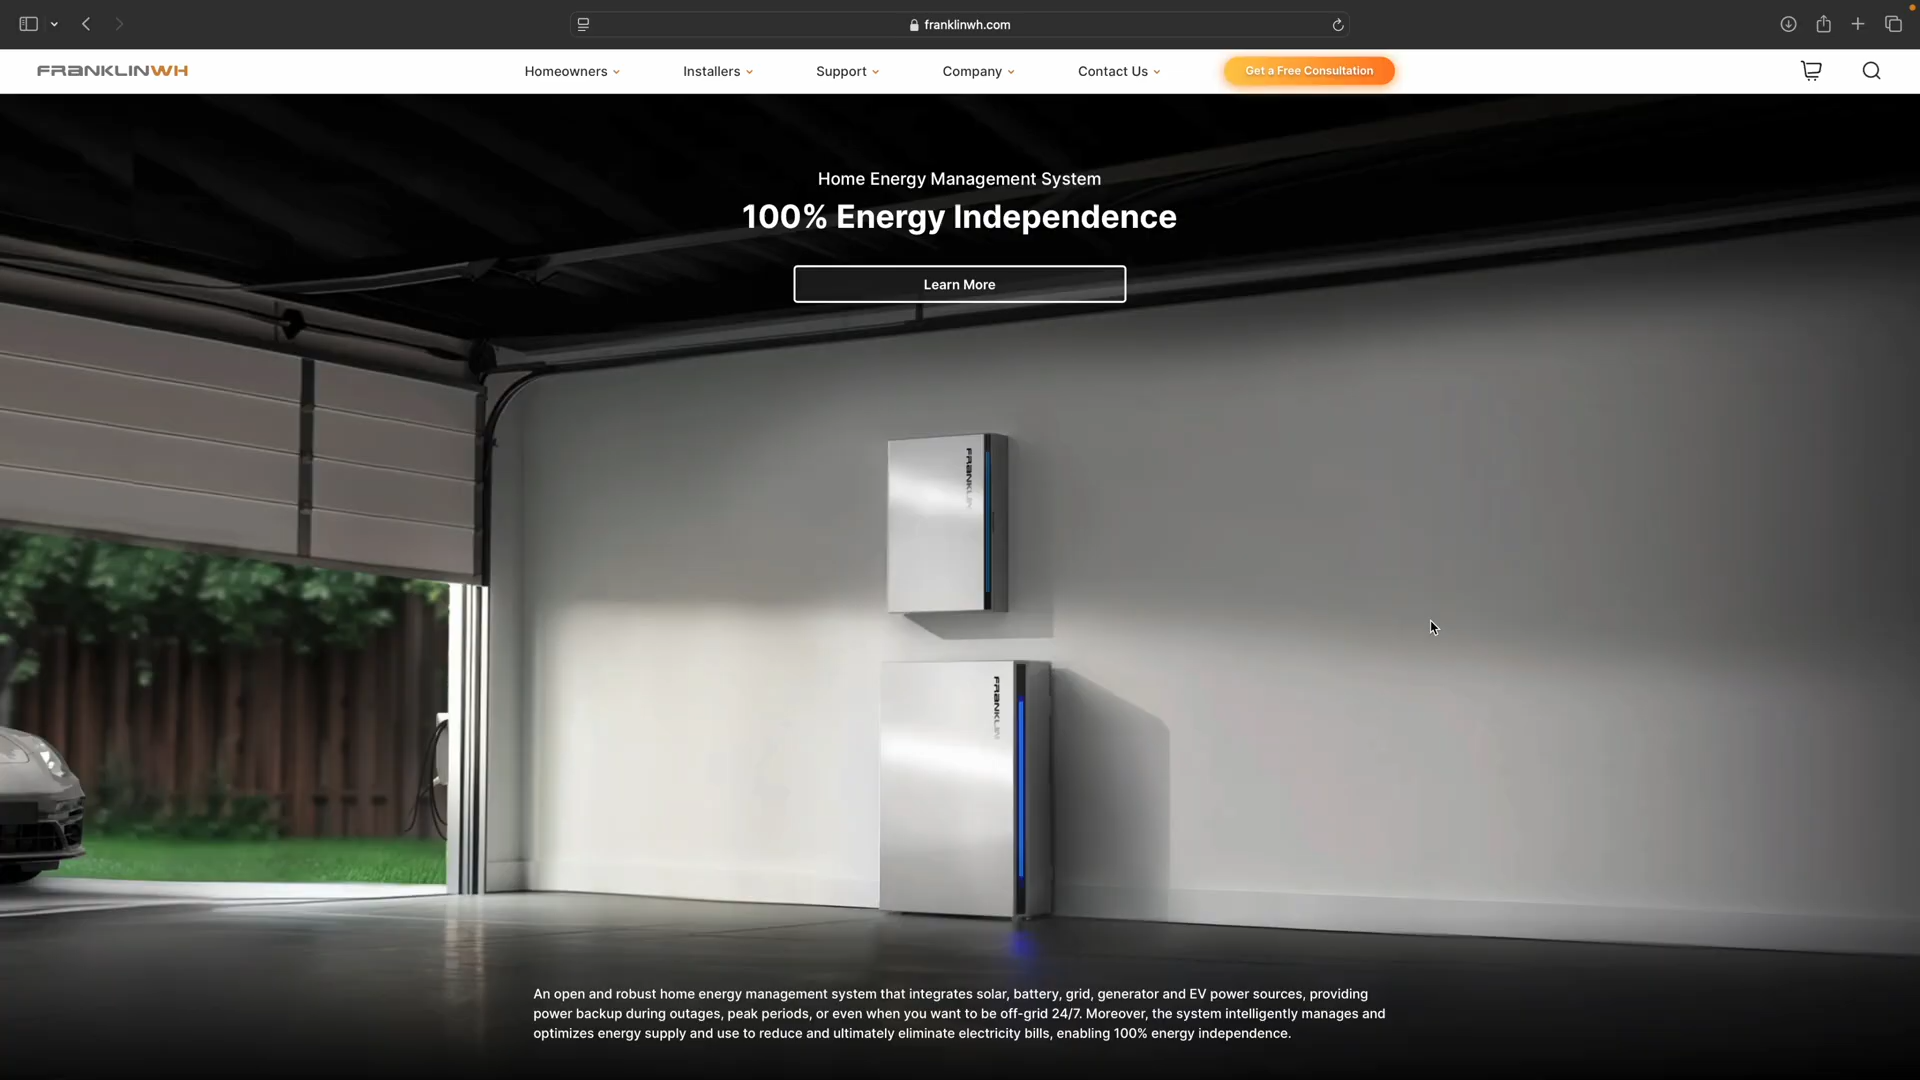 franklinwh.com
FRANKLINWH
Homeowners
Installers
Support
Company
Contact Us
Get a Free Consultation
Home Energy Management System
100% Energy Independence
Learn More
FRANKLIN
FRANKLIN
An open and robust home energy management system that integrates solar, battery, grid, generator and EV power sources, providing
power backup during outages, peak periods, or even when you want to be off-grid 24/7. Moreover, the system intelligently manages and
optimizes energy supply and use to reduce and ultimately eliminate electricity bills, enabling 100% energy independence.